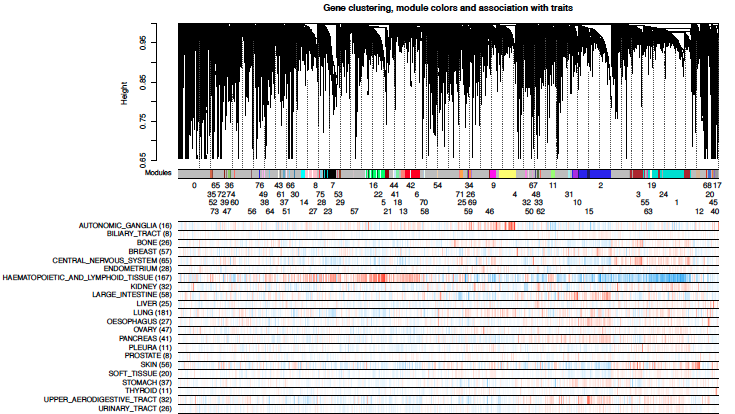 Gene clustering, module colors and association with traits
Height
0.95
0.85
0.75
0.65
Modules
0 65 36 76 43 66 8 7 16 44 42 54 34 9 67 11 2 19 68 17
35 72 74 49 61 30 75 53 22 41 6 71 26 4 48 31 3 24 20
52 39 60 38 37 14 28 29 5 18 70 25 69 32 33 10 55 1 45
73 47 56 64 51 27 23 57 21 13 58 59 46 50 62 15 63 12 40
AUTONOMIC_GANGLIA (16)
BILIARY_TRACT (8)
BONE (26)
BREAST (57)
CENTRAL_NERVOUS_SYSTEM (65)
ENDOMETRIUM (28)
HAEMATOPOIETIC_AND_LYMPHOID_TISSUE (167)
KIDNEY (32)
LARGE_INTESTINE (58)
LIVER (25)
LUNG (181)
OESOPHAGUS (27)
OVARY (47)
PANCREAS (41)
PLEURA (11)
PROSTATE (8)
SKIN (56)
SOFT_TISSUE (20)
STOMACH (37)
THYROID (11)
UPPER_AERODIGESTIVE_TRACT (32)
URINARY_TRACT (26)